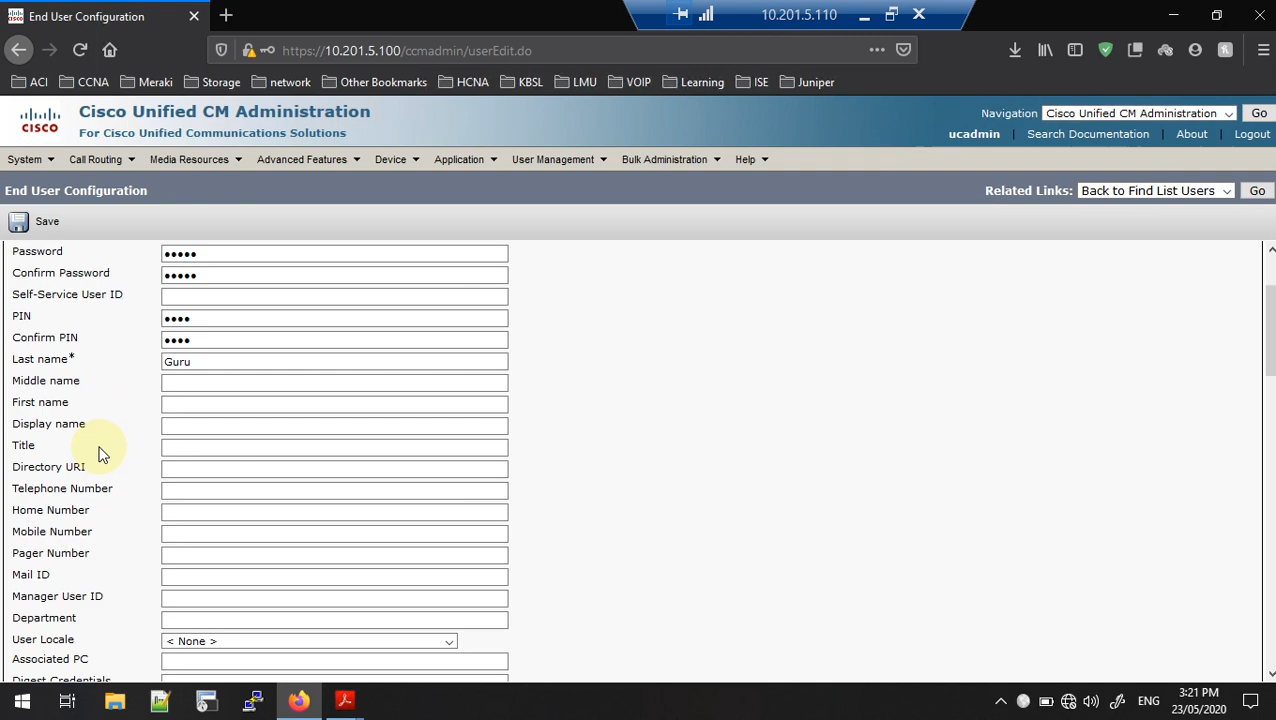 End User Configuration
10.201.5.110
https://10.201.5.100/ccmadmin/userEdit.do
ACI CCNA Meraki Storage network Other Bookmarks HCNA KBSL LMU VOIP Learning ISE Juniper
Cisco Unified CM Administration
For Cisco Unified Communications Solutions
CISCO
Navigation Cisco Unified CM Administration Go
ucadmin | Search Documentation | About | Logout
System Call Routing Media Resources Advanced Features Device Application User Management Bulk Administration Help
End User Configuration
Related Links: Back to Find List Users Go
Save
Password •••••
Confirm Password •••••
Self-Service User ID
PIN ••••
Confirm PIN ••••
Last name* Guru
Middle name
First name
Display name
Title
Directory URI
Telephone Number
Home Number
Mobile Number
Pager Number
Mail ID
Manager User ID
Department
User Locale < None >
Associated PC
Digest Credentials
ENG
3:21 PM
23/05/2020